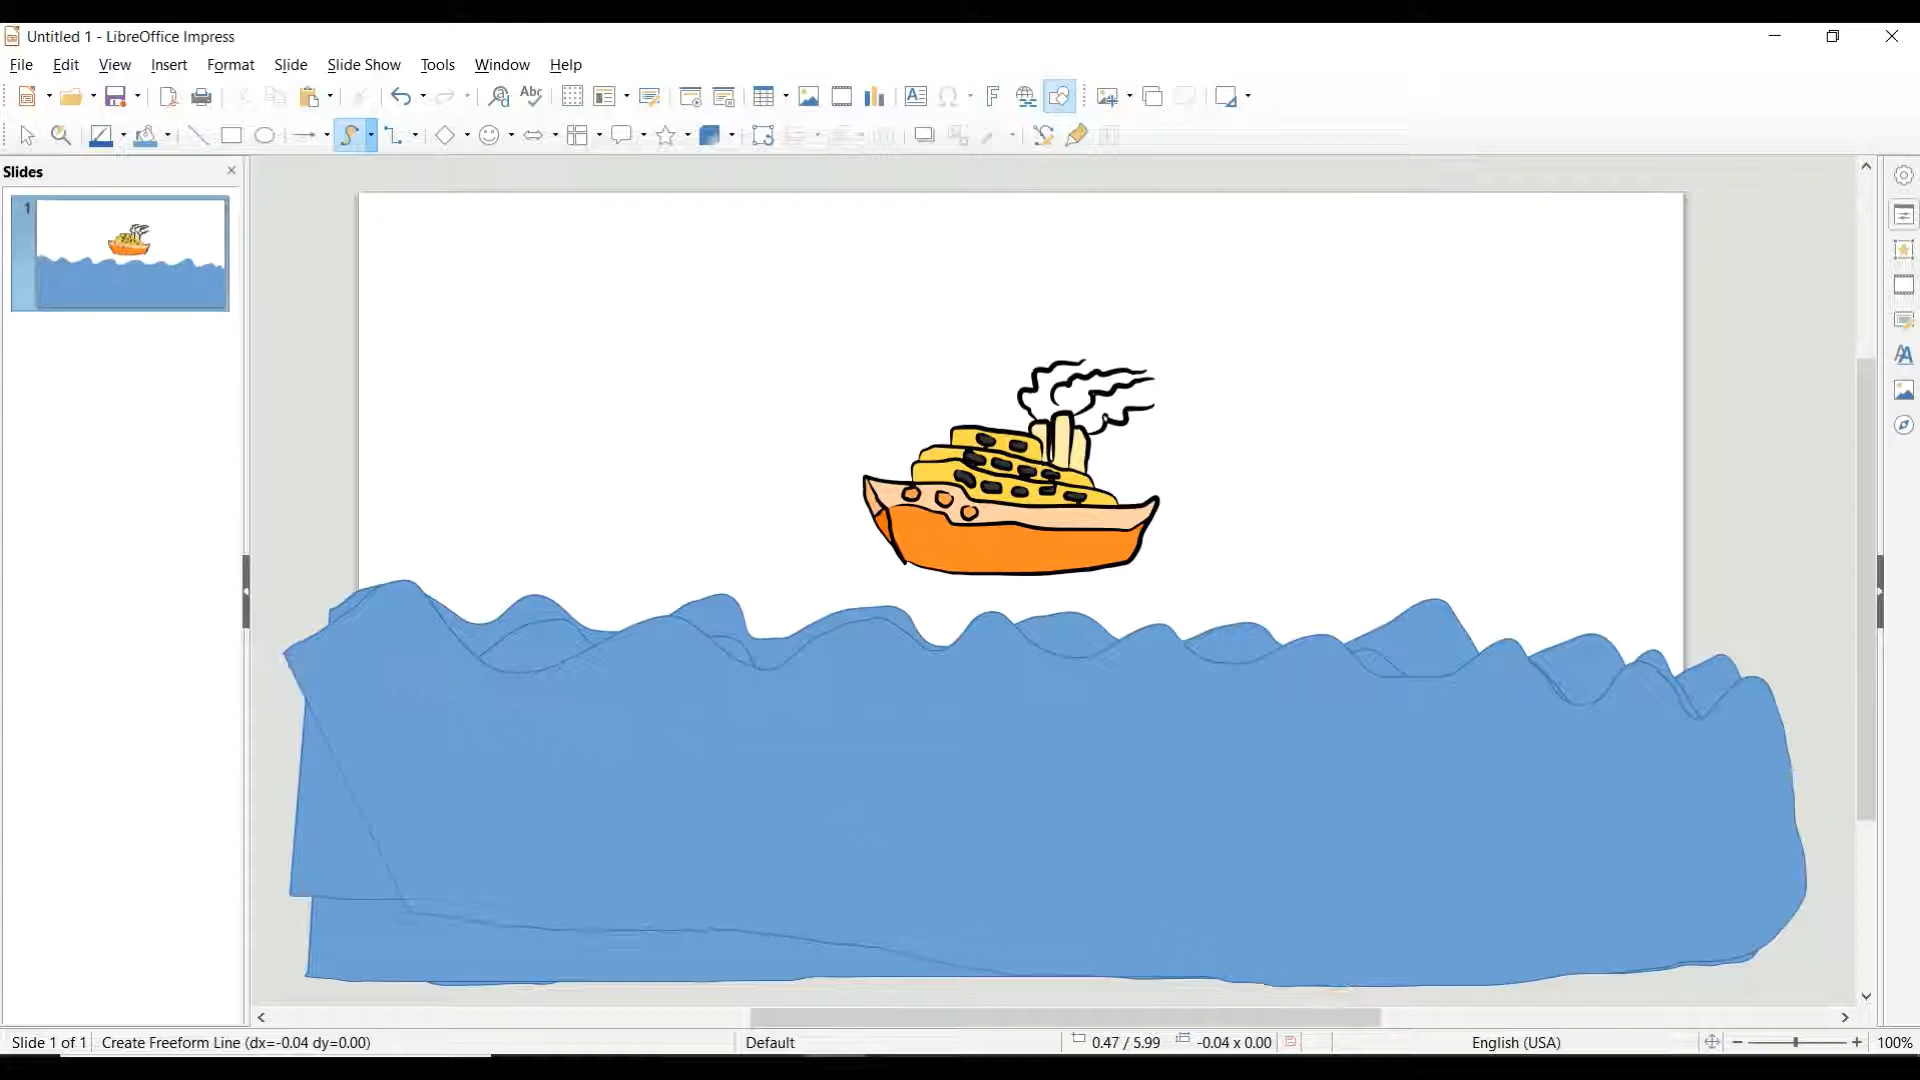 Untitled 1 - LibreOffice Impress
File Edit View Insert Format Slide Slide Show Tools Window Help
Abc
Slides
1
Slide 1 of 1 Create Freeform Line (dx=-0.04 dy=0.00) Default 0.47 / 5.99 -0.04 x 0.00 English (USA) 100%